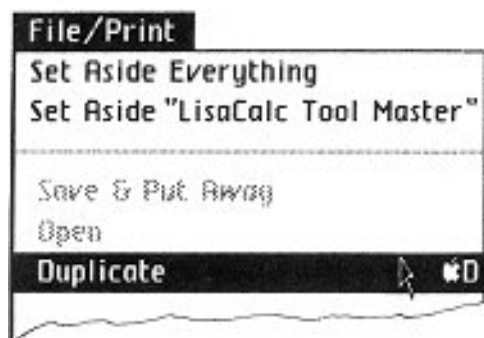 File/Print
Set Aside Everything
Set Aside "LisaCalc Tool Master"
Save & Put Away
Open
Duplicate D